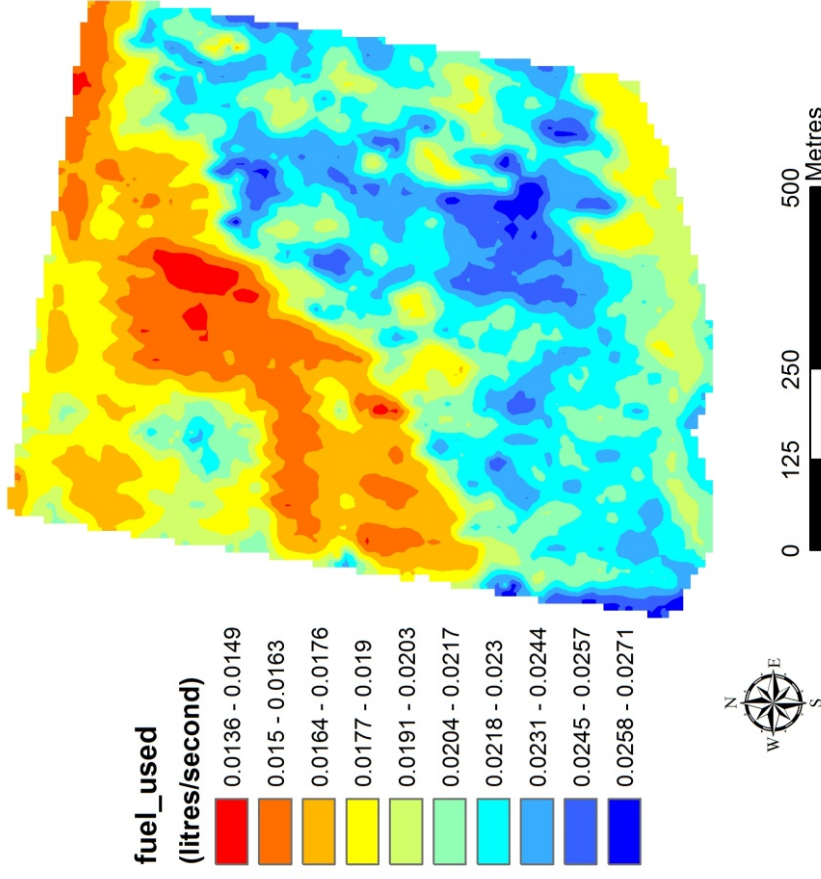 fuel_used
(litres/second)
0.0136 - 0.0149
0.015 - 0.0163
0.0164 - 0.0176
0.0177 - 0.019
0.0191 - 0.0203
0.0204 - 0.0217
0.0218 - 0.023
0.0231 - 0.0244
0.0245 - 0.0257
0.0258 - 0.0271
N
W E
S
0 125 250 500
Metres